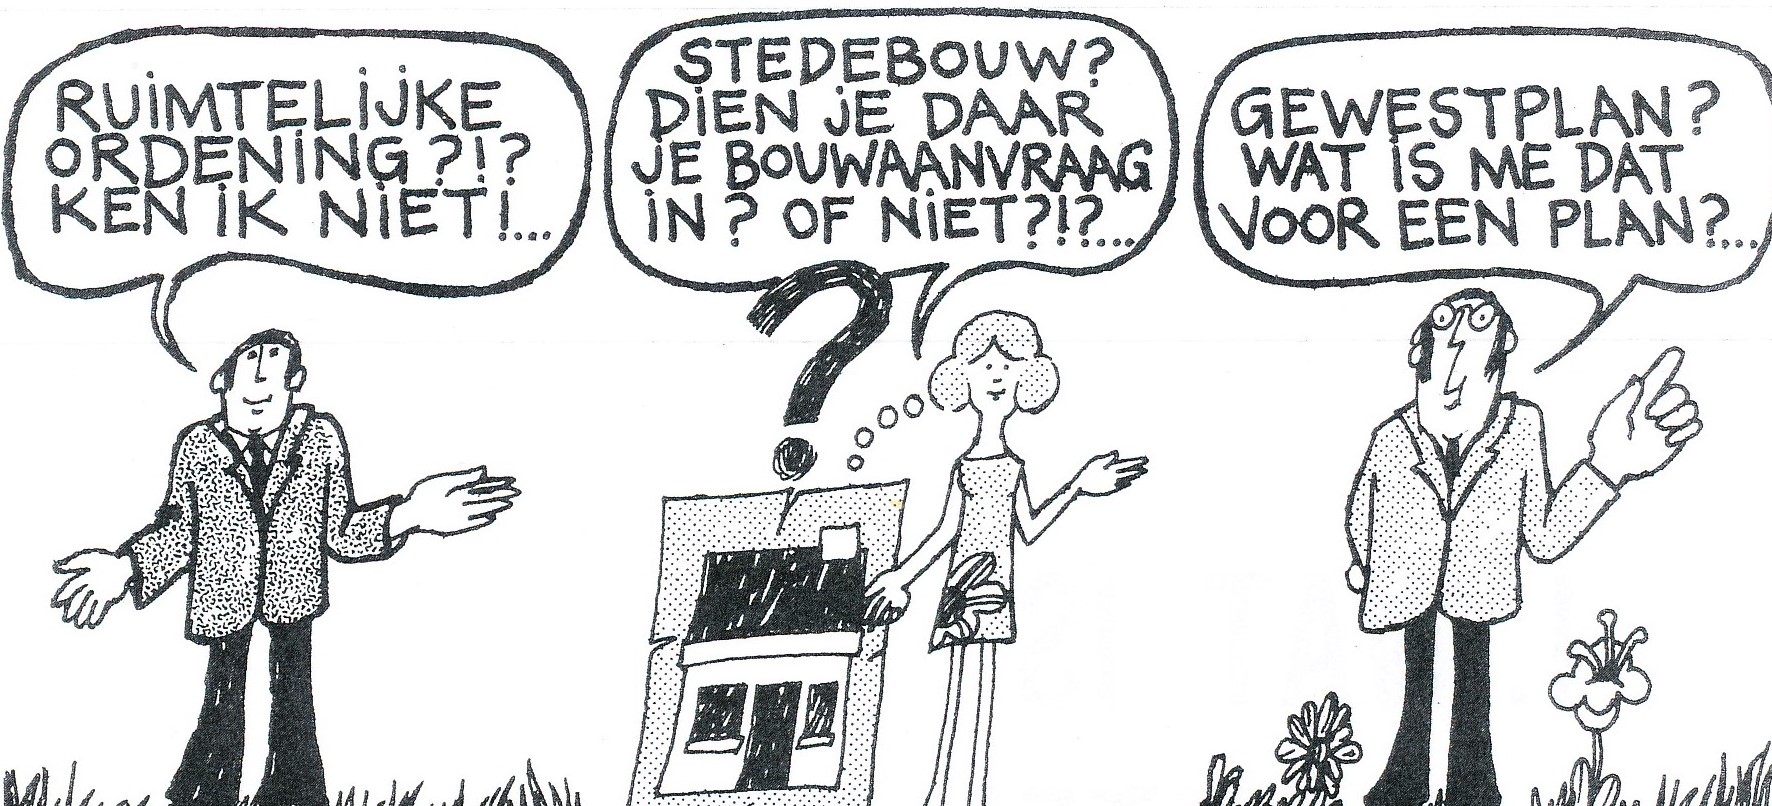 RUiMTELiJKE
ORDENiNG?!?
KEN iK NiET!...
STEDEBOUW?
DiEN jE DAAR
JE BOUWAANVRAAG
iN? OF NiET?!?....
GEWESTPLAN?
WAT iS ME DAT
VOOR EEN PLAN?...